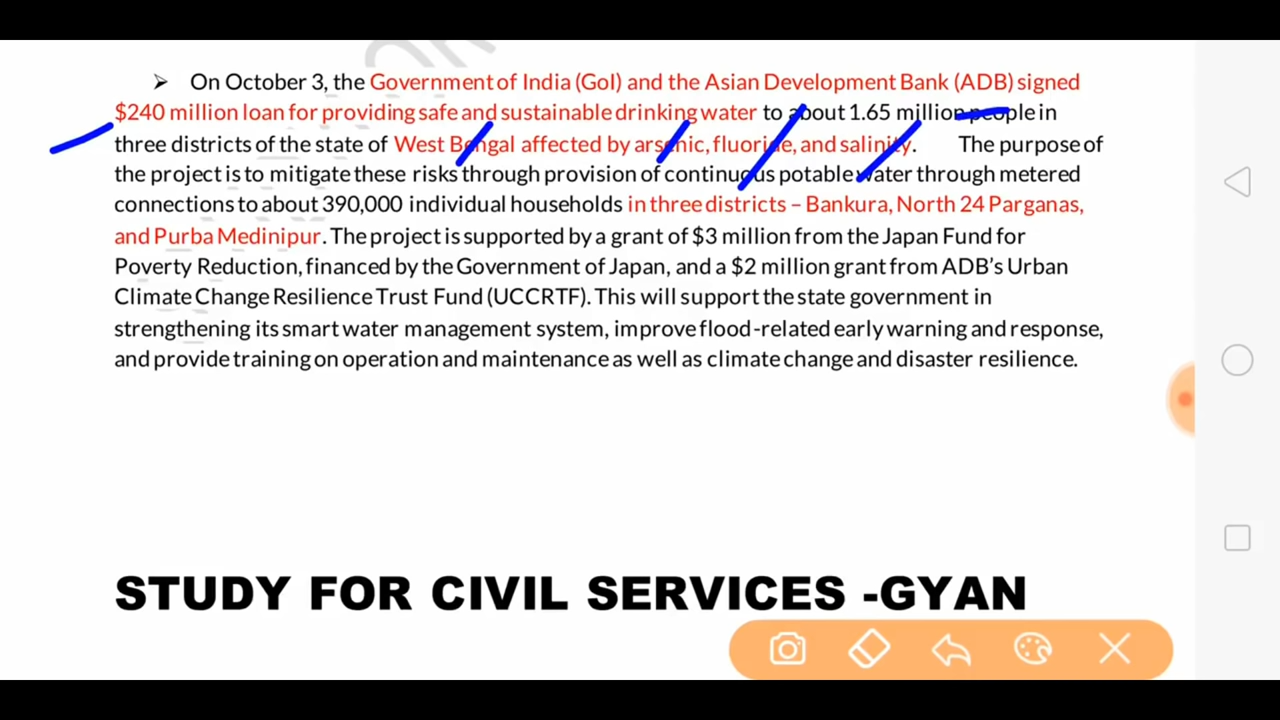 ➢ On October 3, the Government of India (GoI) and the Asian Development Bank (ADB) signed
$240 million loan for providing safe and sustainable drinking water to about 1.65 million people in
three districts of the state of West Bengal affected by arsenic, fluoride, and salinity. The purpose of
the project is to mitigate these risks through provision of continuous potable water through metered
connections to about 390,000 individual households in three districts – Bankura, North 24 Parganas,
and Purba Medinipur. The project is supported by a grant of $3 million from the Japan Fund for
Poverty Reduction, financed by the Government of Japan, and a $2 million grant from ADB's Urban
Climate Change Resilience Trust Fund (UCCRTF). This will support the state government in
strengthening its smart water management system, improve flood-related early warning and response,
and provide training on operation and maintenance as well as climate change and disaster resilience.
STUDY FOR CIVIL SERVICES -GYAN